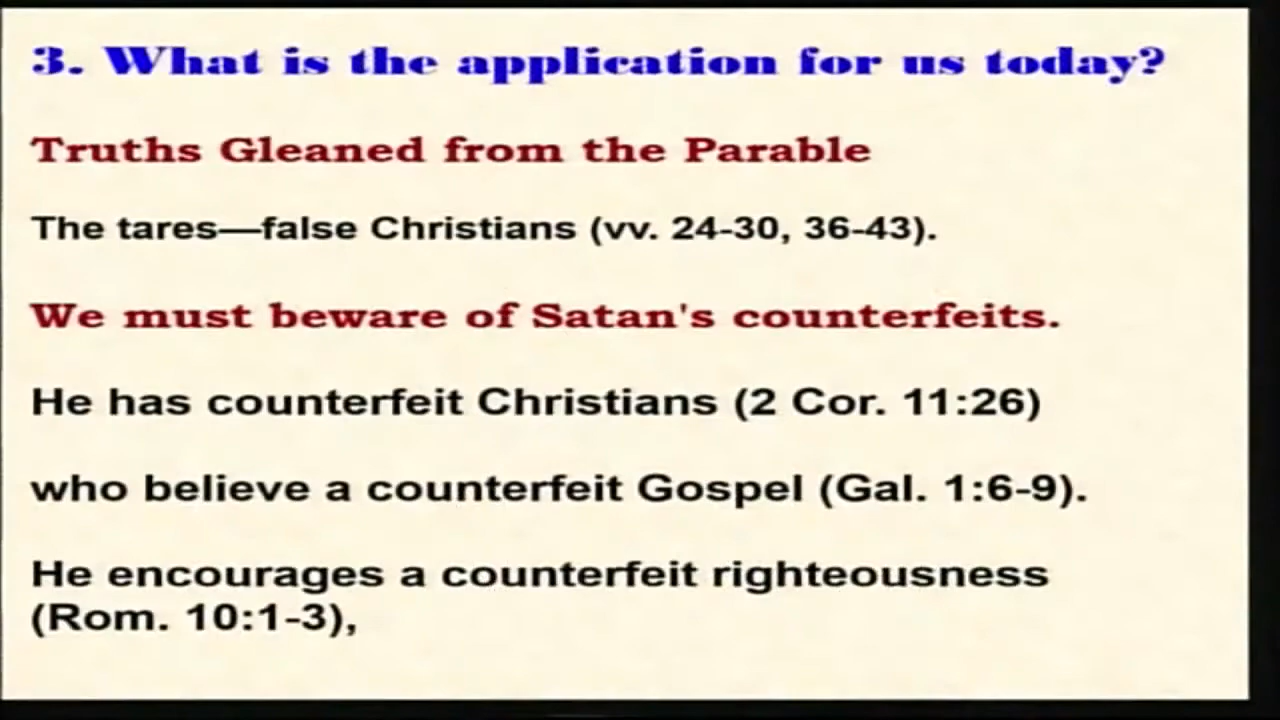 3. What is the application for us today?
Truths Gleaned from the Parable
The tares—false Christians (vv. 24-30, 36-43).
We must beware of Satan's counterfeits.
He has counterfeit Christians (2 Cor. 11:26)
who believe a counterfeit Gospel (Gal. 1:6-9).
He encourages a counterfeit righteousness
(Rom. 10:1-3),